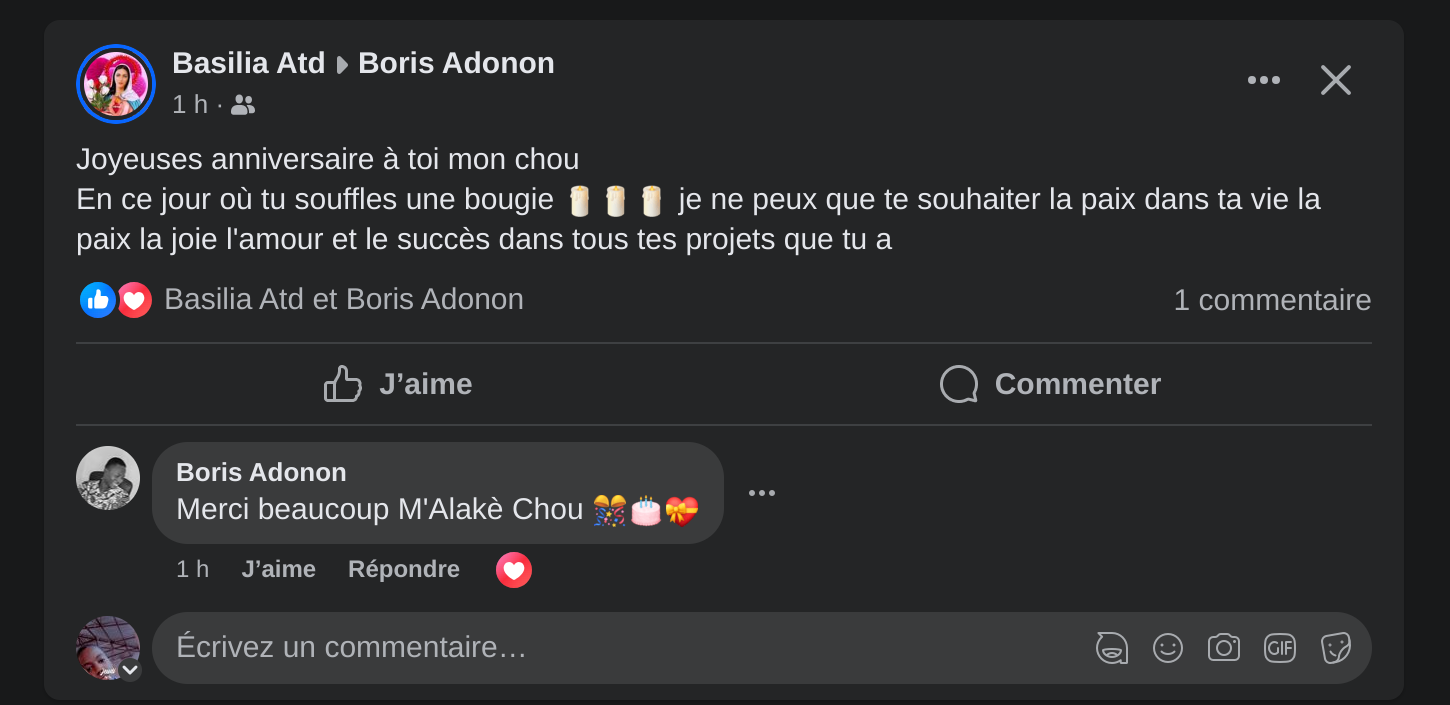 Basilia Atd Boris Adonon
1 h ·
Joyeuses anniversaire à toi mon chou
En ce jour où tu souffles une bougie 🕯️ 🕯️ 🕯️ je ne peux que te souhaiter la paix dans ta vie la
paix la joie l'amour et le succès dans tous tes projets que tu a
Basilia Atd et Boris Adonon
1 commentaire
J’aime
Commenter
Boris Adonon
Merci beaucoup M'Alakè Chou 🎊🎂💝
1 h J’aime Répondre
Écrivez un commentaire…
GIF